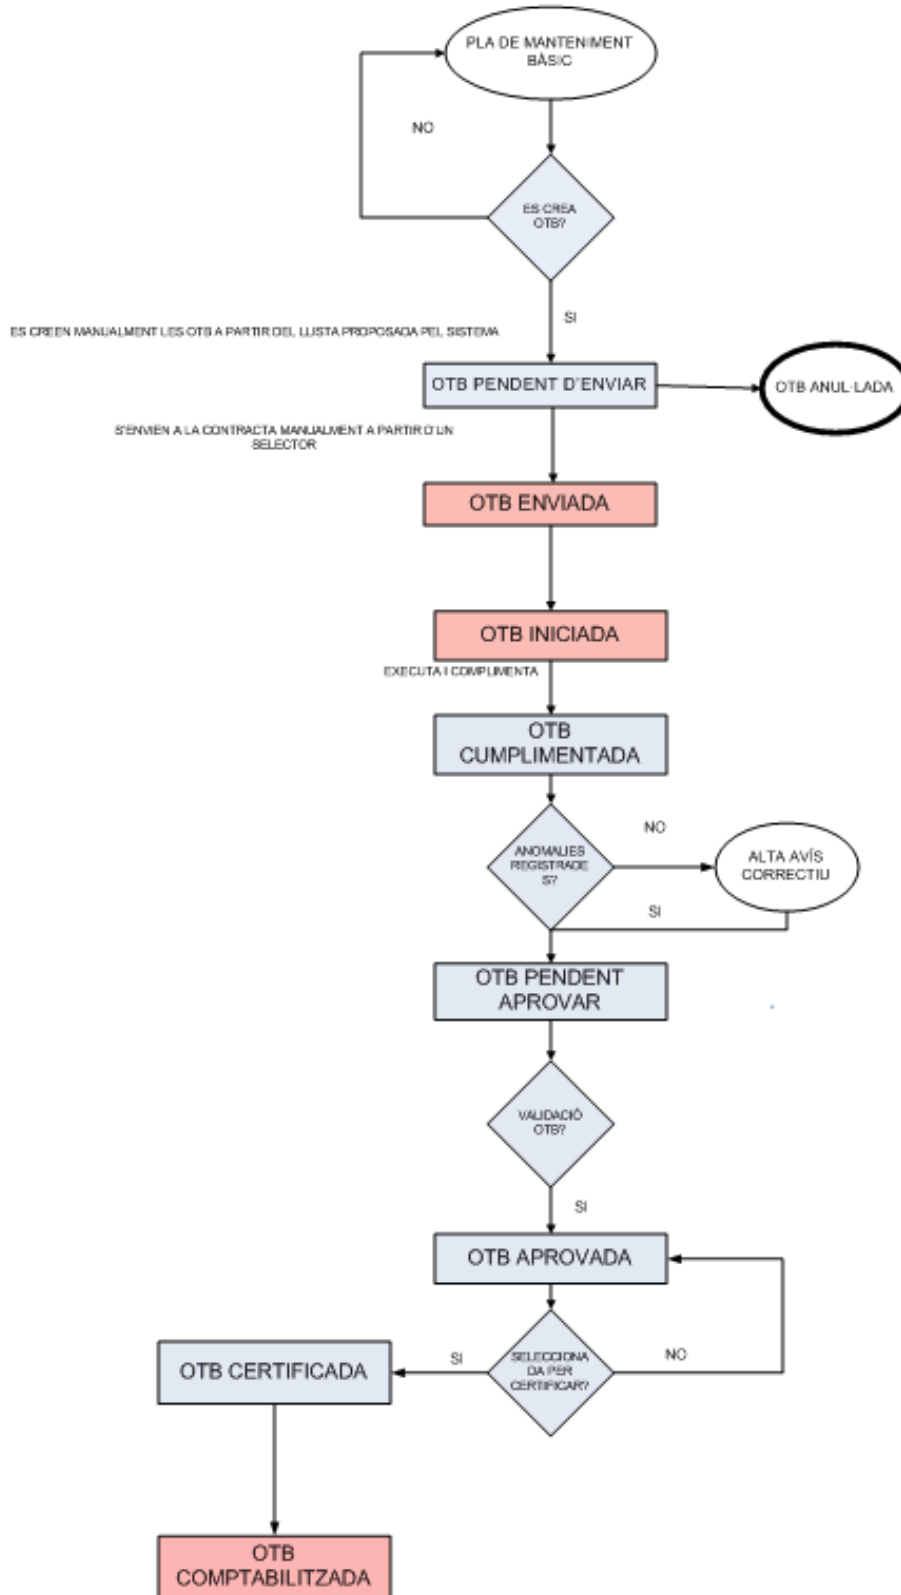 PLA DE MANTENIMENT
BÀSIC
NO
ES CREA
OTB?
SI
ES CREEN MANUALMENT LES OTB A PARTIR DEL LLISTA PROPOSADA PEL SISTEMA
OTB PENDENT D'ENVIAR
OTB ANUL·LADA
S'ENVIEN A LA CONTRACTA MANUALMENT A PARTIR D'UN
SELECTOR
OTB ENVIADA
OTB INICIADA
EXECUTA I COMPLIMENTA
OTB
CUMPLIMENTADA
ANOMALIES
REGISTRADE
S?
NO
ALTA AVÍS
CORRECTIU
SI
OTB PENDENT
APROVAR
VALIDACIÓ
OTB?
SI
OTB APROVADA
SELECCIONA
DA PER
CERTIFICAR?
NO
SI
OTB CERTIFICADA
OTB
COMPTABILITZADA